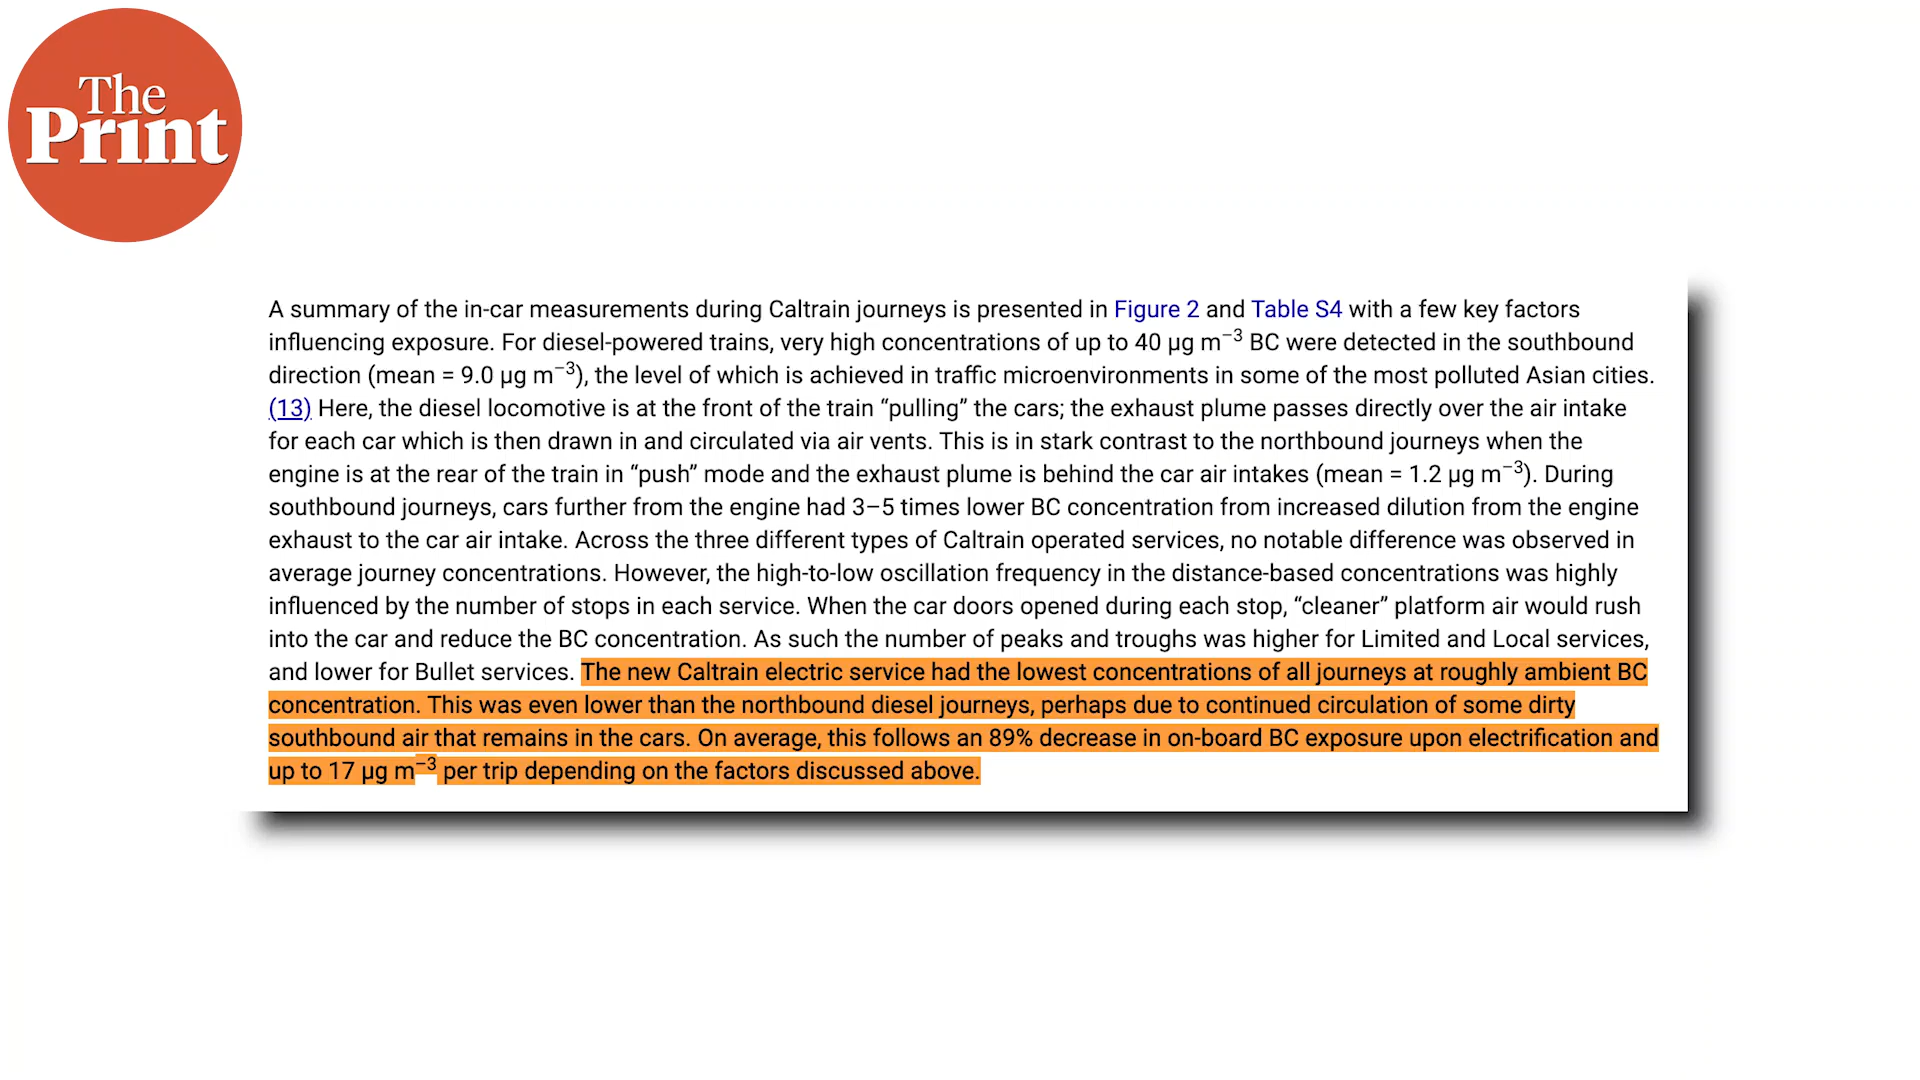 The
Print
A summary of the in-car measurements during Caltrain journeys is presented in Figure 2 and Table S4 with a few key factors
influencing exposure. For diesel-powered trains, very high concentrations of up to 40 μg m⁻³ BC were detected in the southbound
direction (mean = 9.0 μg m⁻³), the level of which is achieved in traffic microenvironments in some of the most polluted Asian cities.
(13) Here, the diesel locomotive is at the front of the train “pulling” the cars; the exhaust plume passes directly over the air intake
for each car which is then drawn in and circulated via air vents. This is in stark contrast to the northbound journeys when the
engine is at the rear of the train in “push” mode and the exhaust plume is behind the car air intakes (mean = 1.2 μg m⁻³). During
southbound journeys, cars further from the engine had 3–5 times lower BC concentration from increased dilution from the engine
exhaust to the car air intake. Across the three different types of Caltrain operated services, no notable difference was observed in
average journey concentrations. However, the high-to-low oscillation frequency in the distance-based concentrations was highly
influenced by the number of stops in each service. When the car doors opened during each stop, “cleaner” platform air would rush
into the car and reduce the BC concentration. As such the number of peaks and troughs was higher for Limited and Local services,
and lower for Bullet services. The new Caltrain electric service had the lowest concentrations of all journeys at roughly ambient BC
concentration. This was even lower than the northbound diesel journeys, perhaps due to continued circulation of some dirty
southbound air that remains in the cars. On average, this follows an 89% decrease in on-board BC exposure upon electrification and
up to 17 μg m⁻³ per trip depending on the factors discussed above.